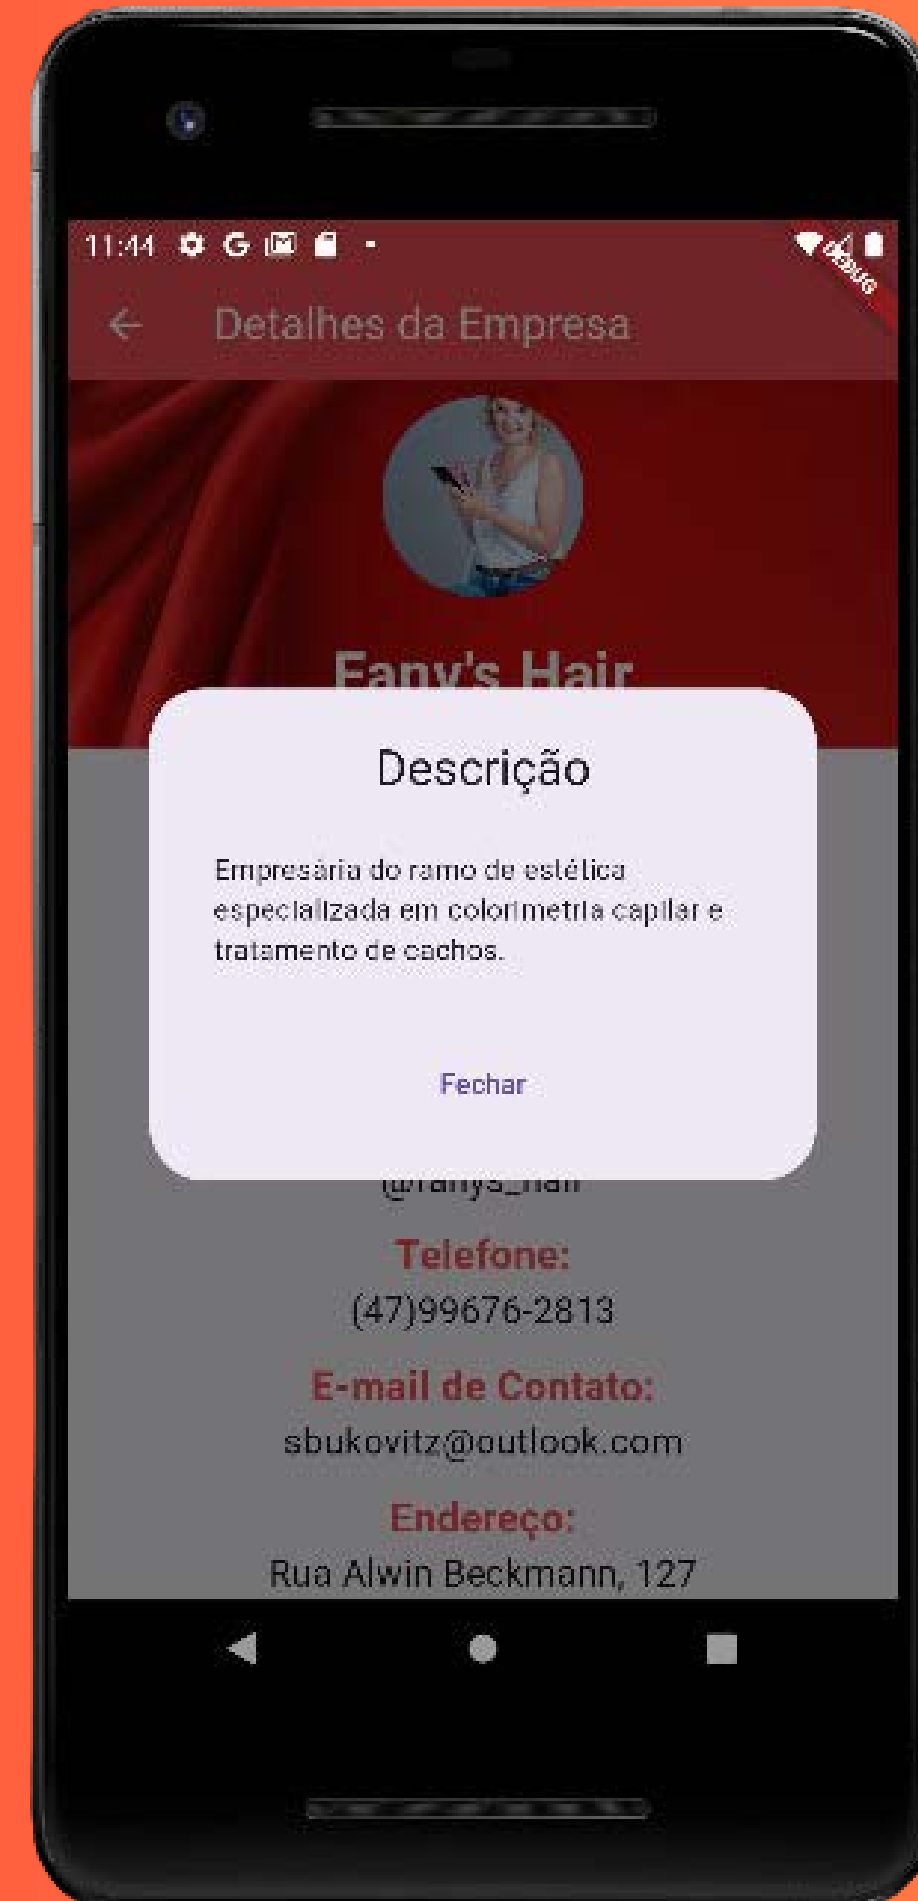 11:44
DEBUG
Detalhes da Empresa
Fany's Hair
Descrição
Empresária do ramo de estética
especializada em colorimetria capilar e
tratamento de cachos.
Fechar
@fanys_hair
Telefone:
(47)99676-2813
E-mail de Contato:
sbukovitz@outlook.com
Endereço:
Rua Alwin Beckmann, 127